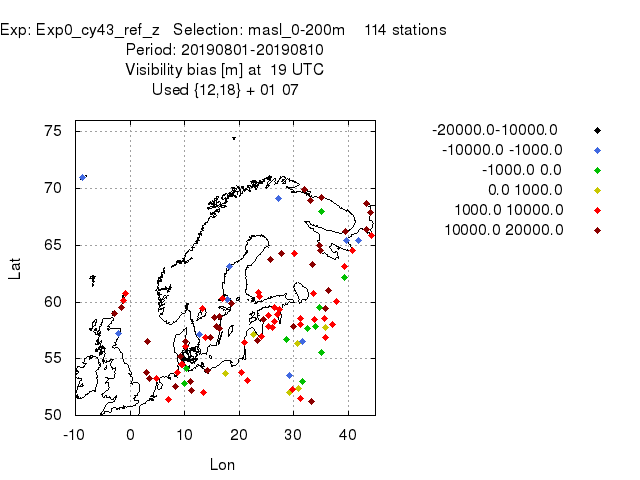 Exp: Exp0_cy43_ref_z   Selection: masl_0-200m    114 stations
Period: 20190801-20190810
Visibility bias [m] at  19 UTC
Used {12,18} + 01 07
-20000.0-10000.0
-10000.0 -1000.0
-1000.0 0.0
0.0 1000.0
1000.0 10000.0
10000.0 20000.0
75
70
65
60
55
50
Lat
-10 0 10 20 30 40
Lon